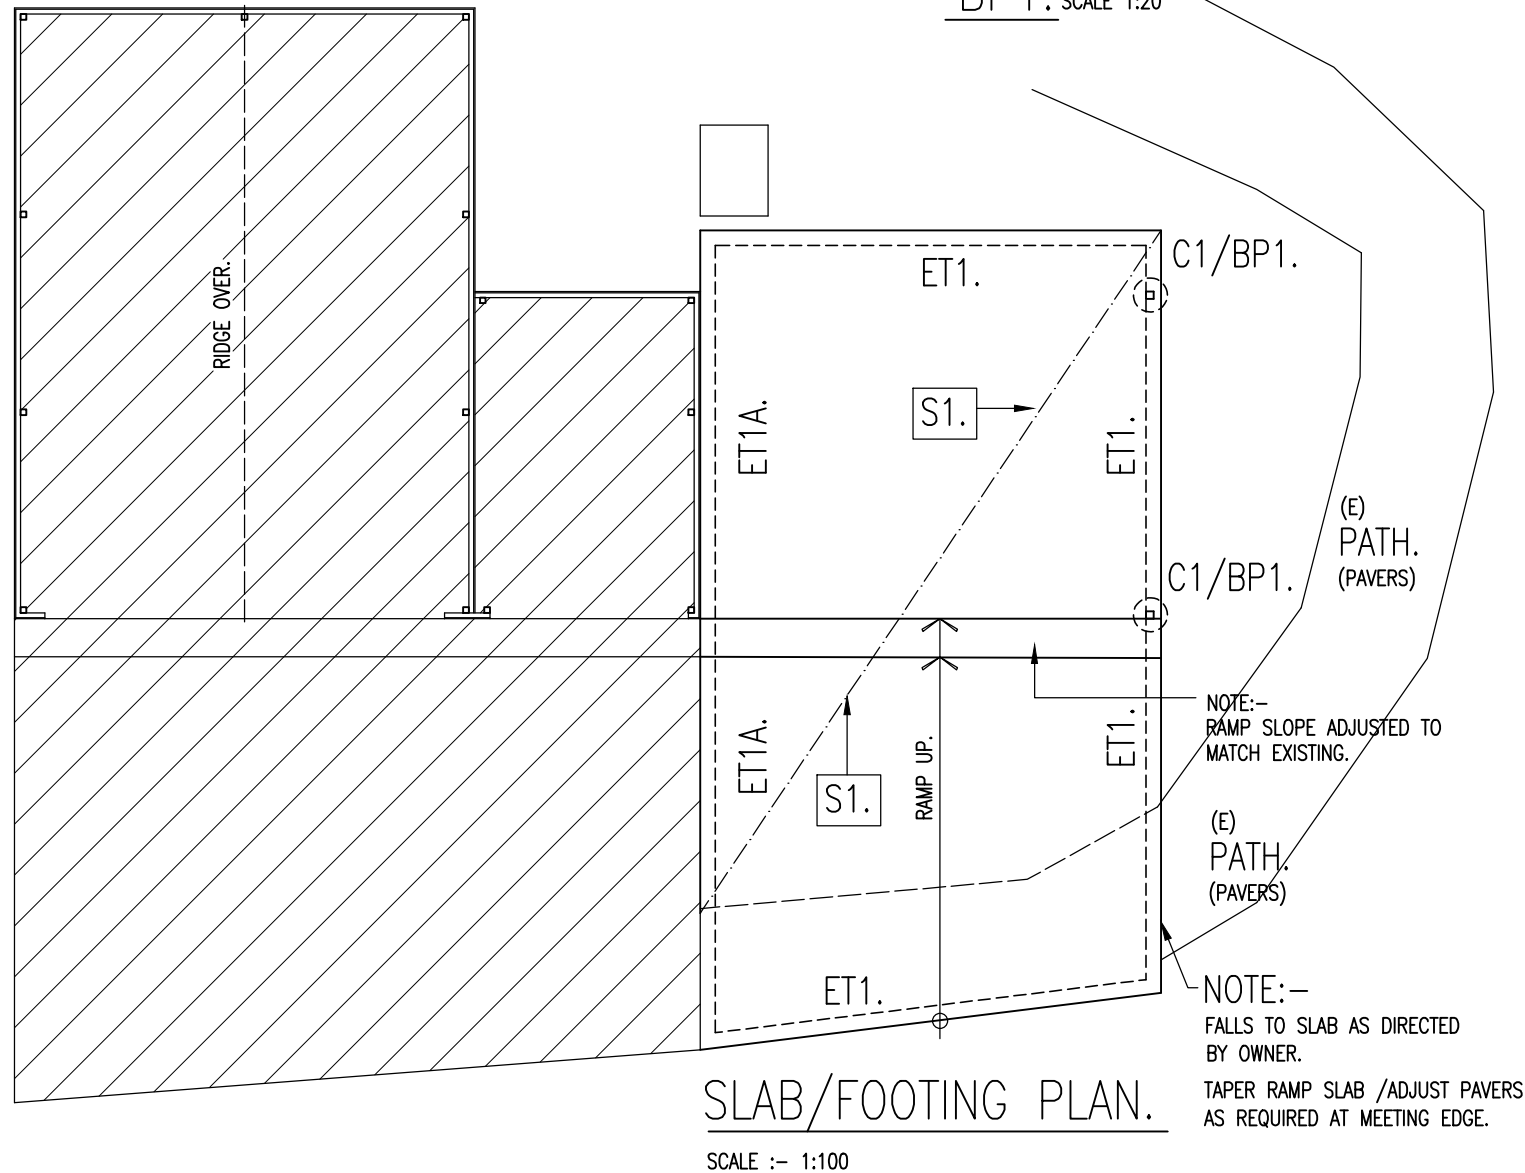 BP1. SCALE 1:20
RIDGE OVER.
ET1.
C1/BP1.
S1.
ET1A.
ET1.
(E)
PATH.
(PAVERS)
C1/BP1.
NOTE:-
RAMP SLOPE ADJUSTED TO
MATCH EXISTING.
ET1A.
RAMP UP.
ET1.
S1.
(E)
PATH.
(PAVERS)
ET1.
NOTE:-
FALLS TO SLAB AS DIRECTED
BY OWNER.
TAPER RAMP SLAB /ADJUST PAVERS
AS REQUIRED AT MEETING EDGE.
SLAB/FOOTING PLAN.
SCALE :- 1:100